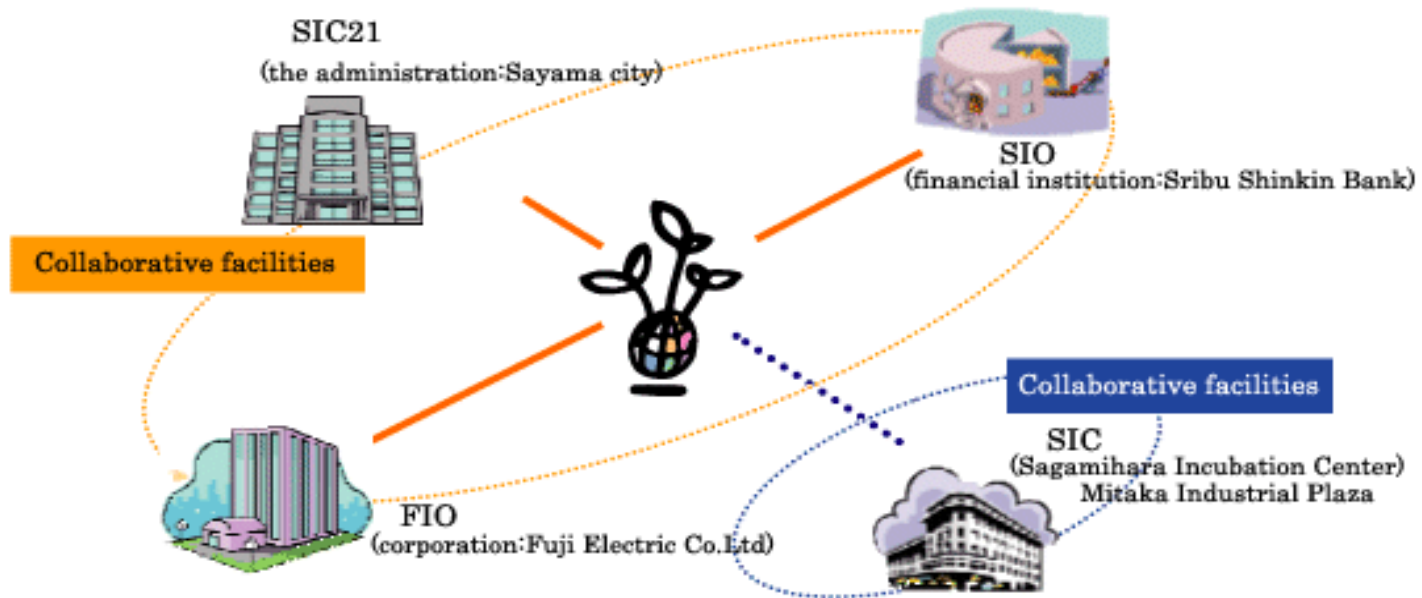 SIC21
(the administration:Sayama city)
SIO
(financial institution:Sribu Shinkin Bank)
Collaborative facilities
Collaborative facilities
SIC
(Sagamihara Incubation Center)
Mitaka Industrial Plaza
FIO
(corporation:Fuji Electric Co.Ltd)